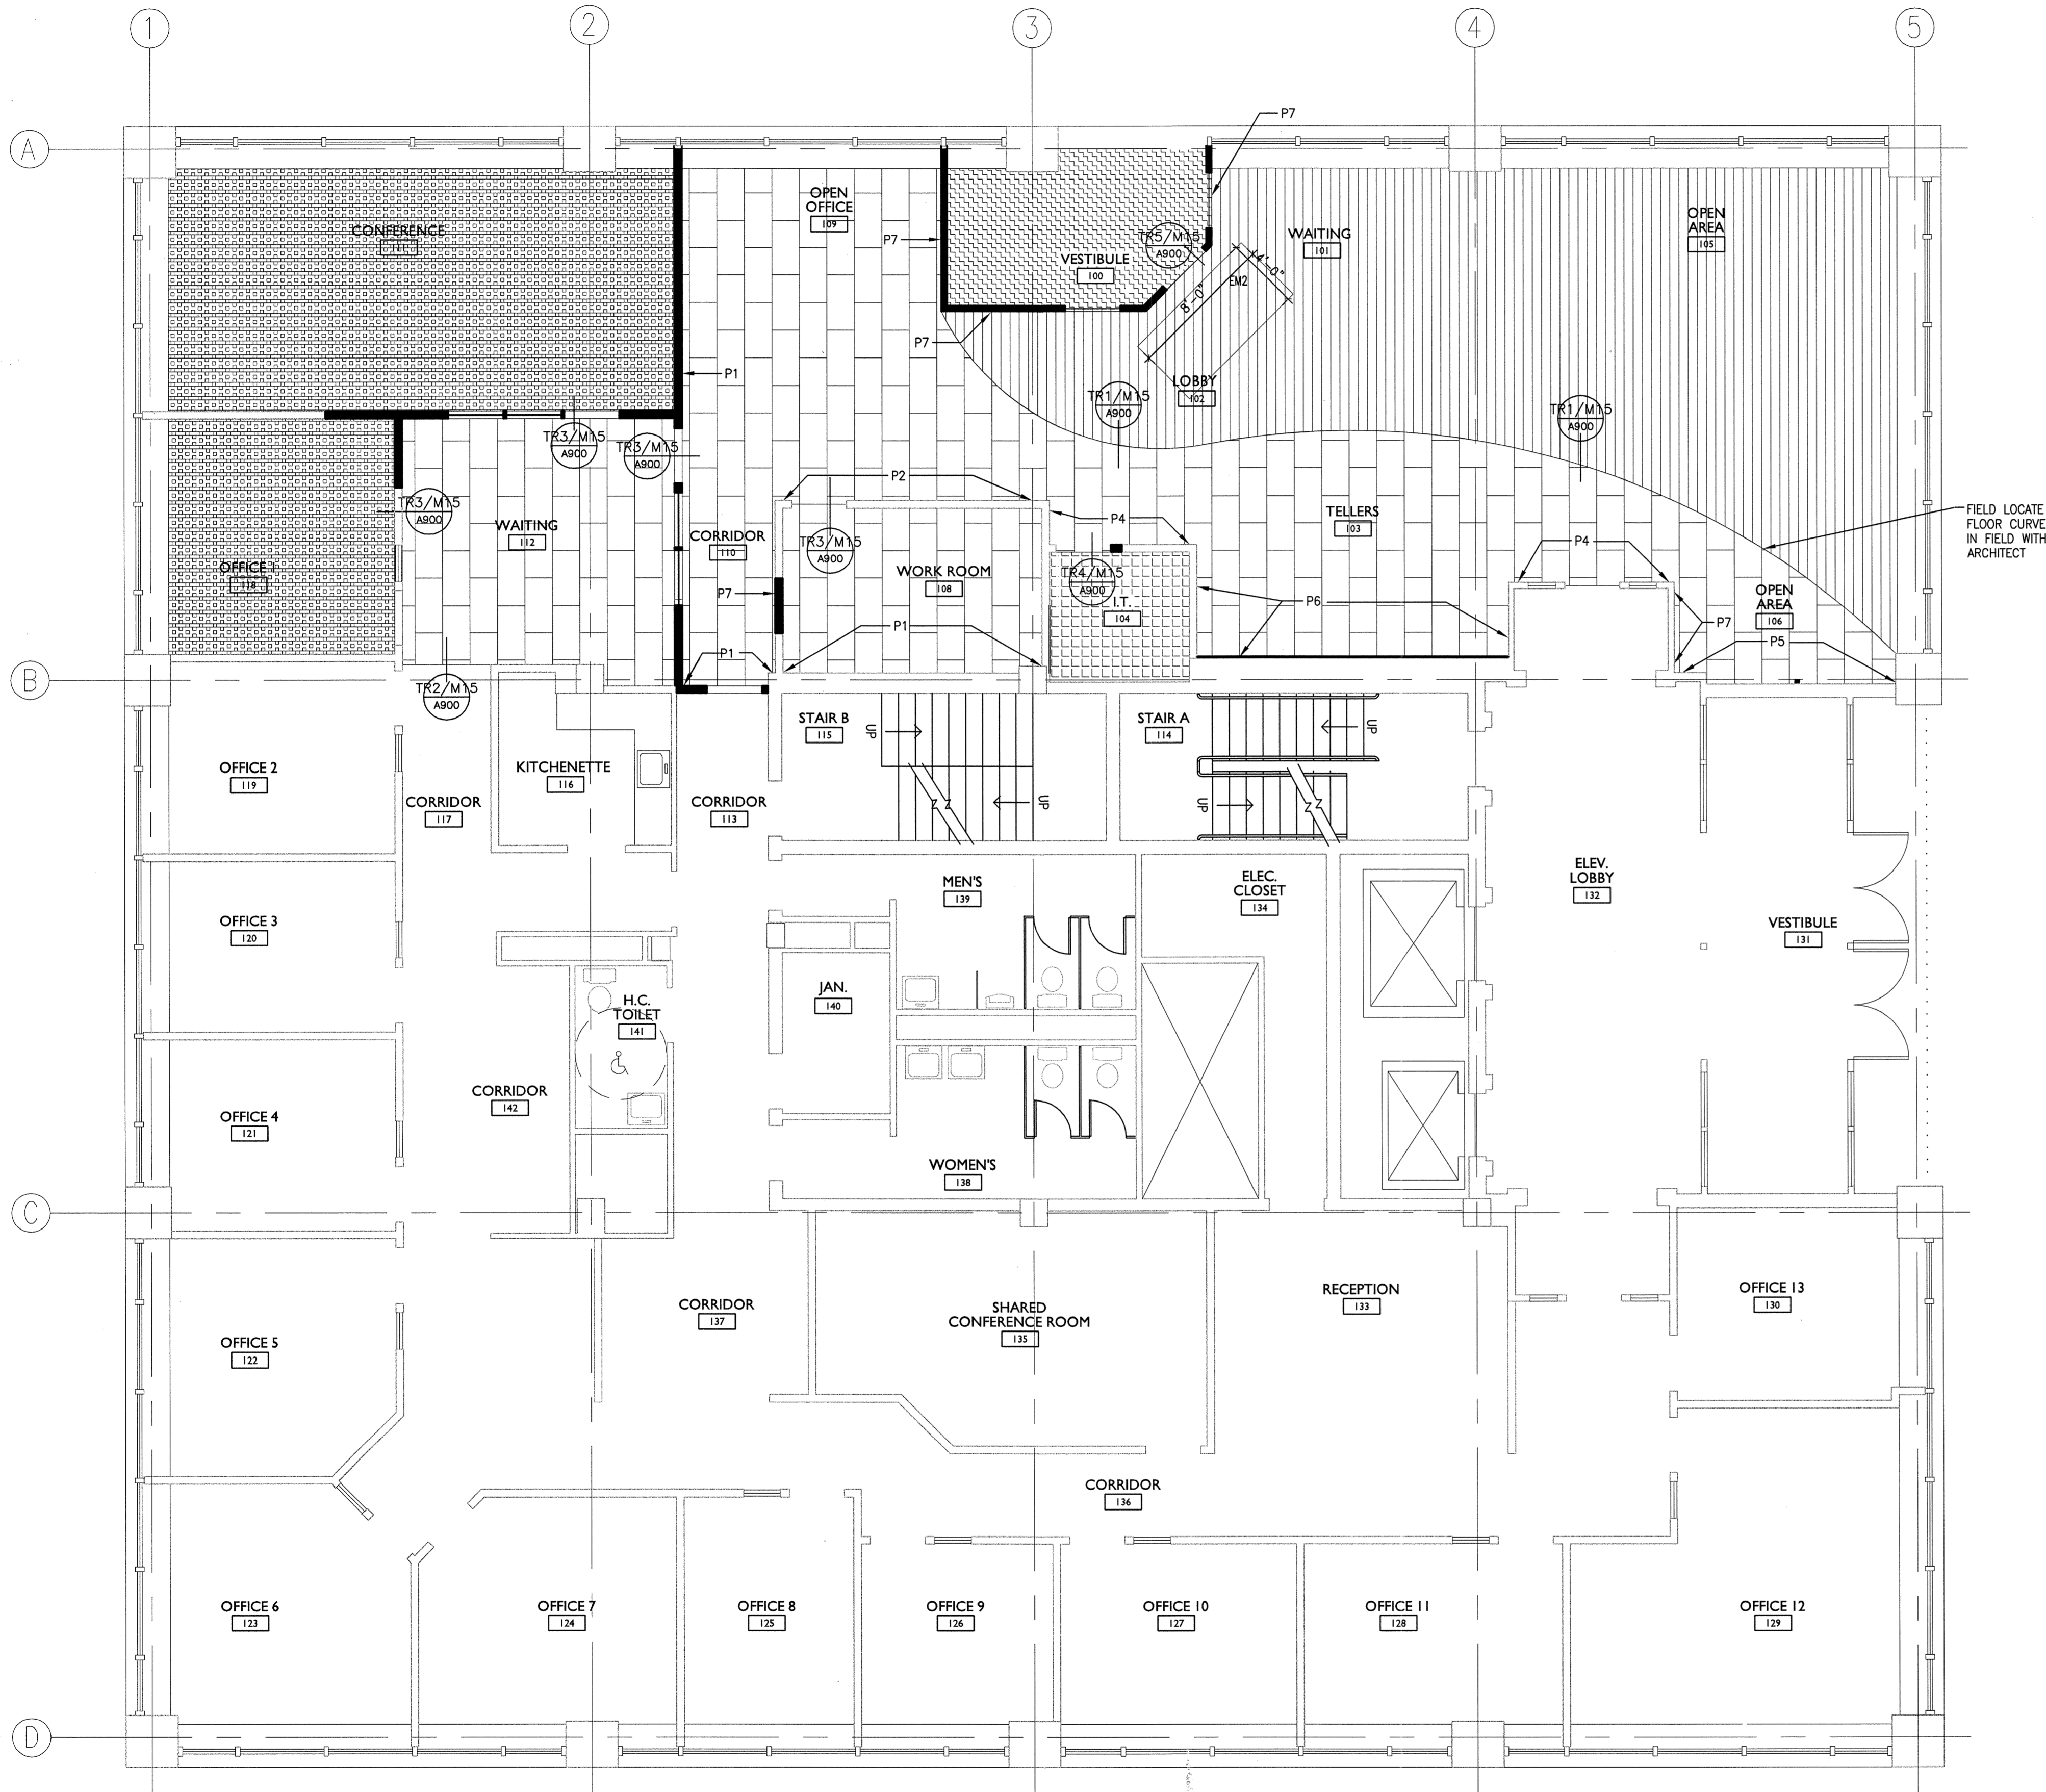 1
2
3
4
5
A
P7
OPEN
OFFICE
109
CONFERENCE
111
P7
VESTIBULE
100
TR5/M15
A900
WAITING
101
OPEN
AREA
105
4'-0"
EM2
8'-0"
P7
P1
LOBBY
102
TR1/M15
A900
TR1/M15
A900
TR3/M15
A900
TR3/M15
A900
TR3/M15
A900
P2
P4
TELLERS
103
FIELD LOCATE
FLOOR CURVE
IN FIELD WITH
ARCHITECT
WAITING
112
CORRIDOR
110
TR3/M15
A900
P4
OFFICE 1
118
WORK ROOM
108
TR4/M15
A900
I.T.
104
P7
P6
OPEN
AREA
106
P1
P7
P1
P5
B
TR2/M15
A900
STAIR B
115
UP
STAIR A
114
UP
OFFICE 2
119
KITCHENETTE
116
CORRIDOR
117
CORRIDOR
113
UP
UP
MEN'S
139
ELEC.
CLOSET
134
ELEV.
LOBBY
132
OFFICE 3
120
VESTIBULE
131
H.C.
TOILET
141
JAN.
140
OFFICE 4
121
CORRIDOR
142
WOMEN'S
138
C
OFFICE 5
122
CORRIDOR
137
SHARED
CONFERENCE ROOM
135
RECEPTION
133
OFFICE 13
130
CORRIDOR
136
OFFICE 6
123
OFFICE 7
124
OFFICE 8
125
OFFICE 9
126
OFFICE 10
127
OFFICE 11
128
OFFICE 12
129
D